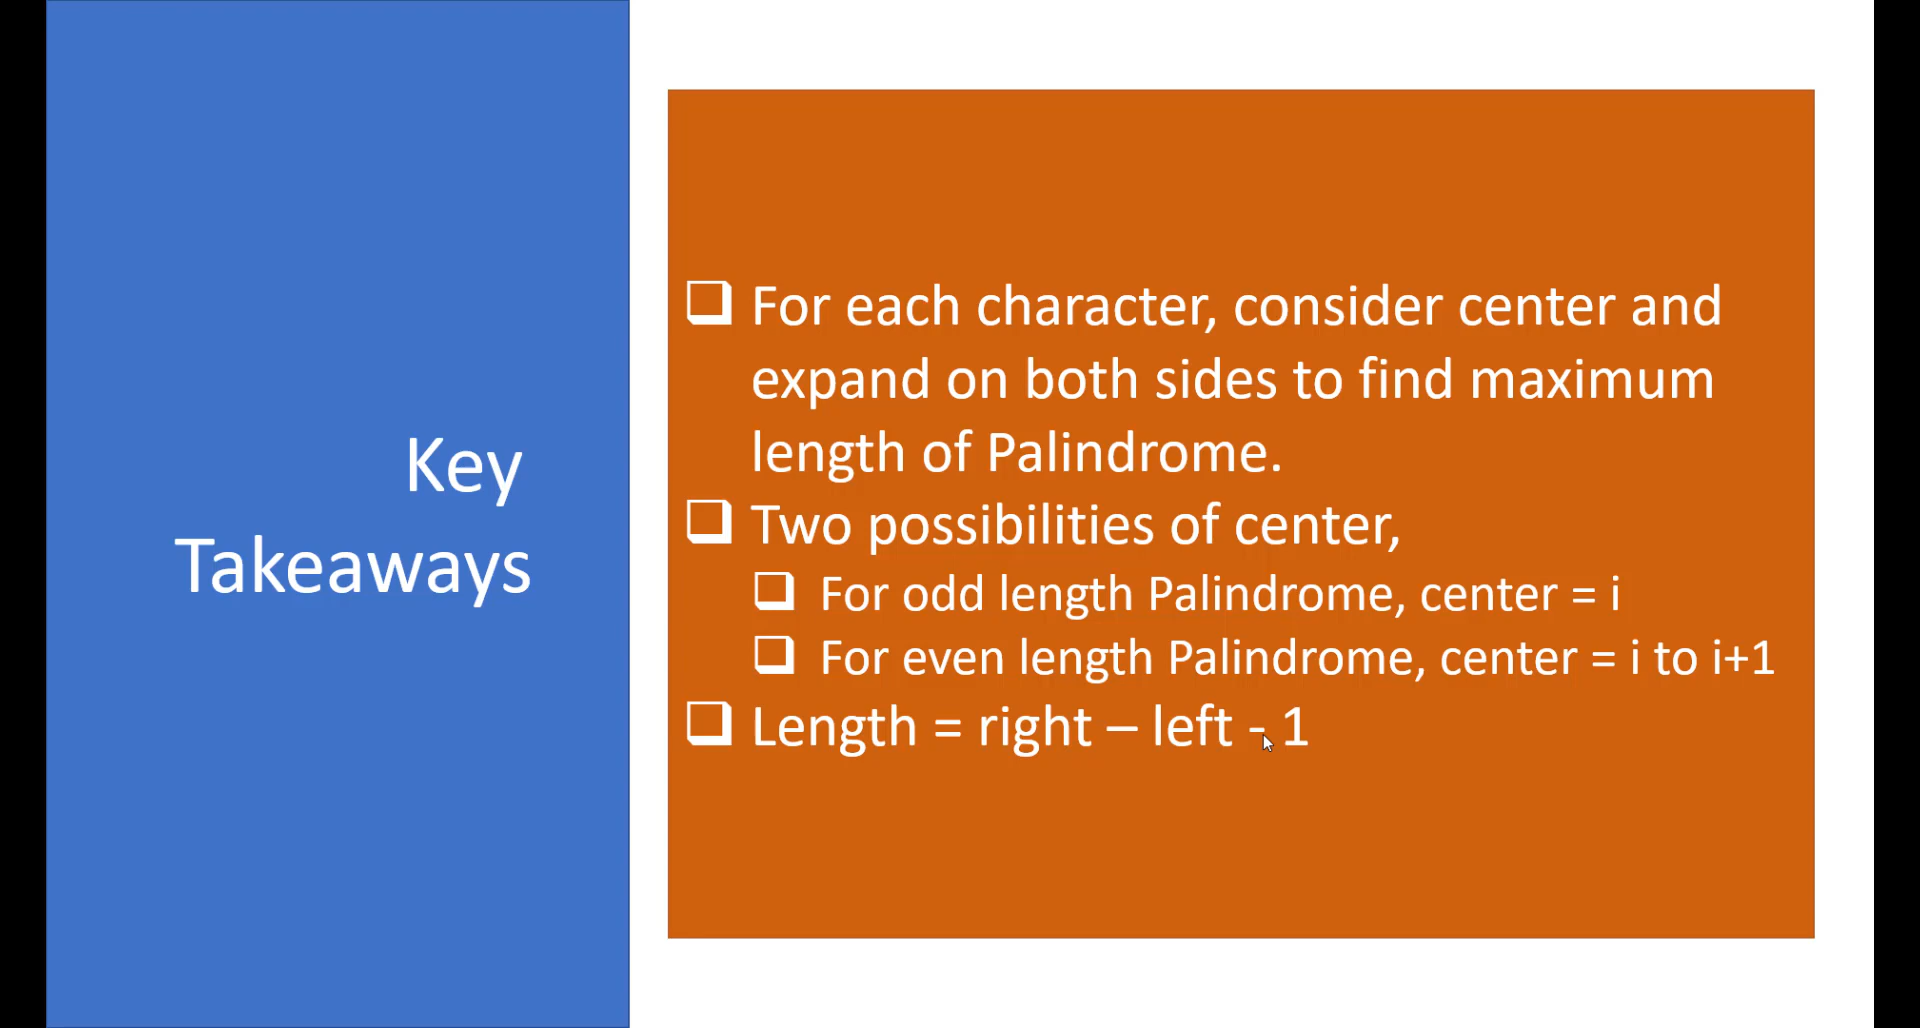 Key
Takeaways
For each character, consider center and
expand on both sides to find maximum
length of Palindrome.
Two possibilities of center,
For odd length Palindrome, center = i
For even length Palindrome, center = i to i+1
Length = right – left - 1